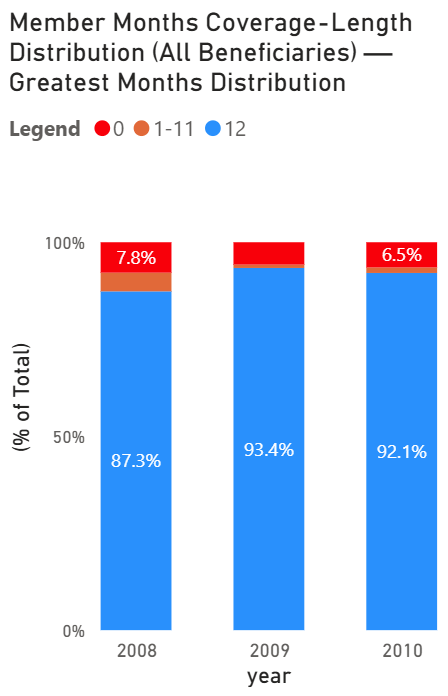 Member Months Coverage-Length
Distribution (All Beneficiaries) —
Greatest Months Distribution
Legend 0 1-11 12
100%
7.8%
6.5%
(% of Total)
50%
87.3%
93.4%
92.1%
0%
2008 2009 2010
year